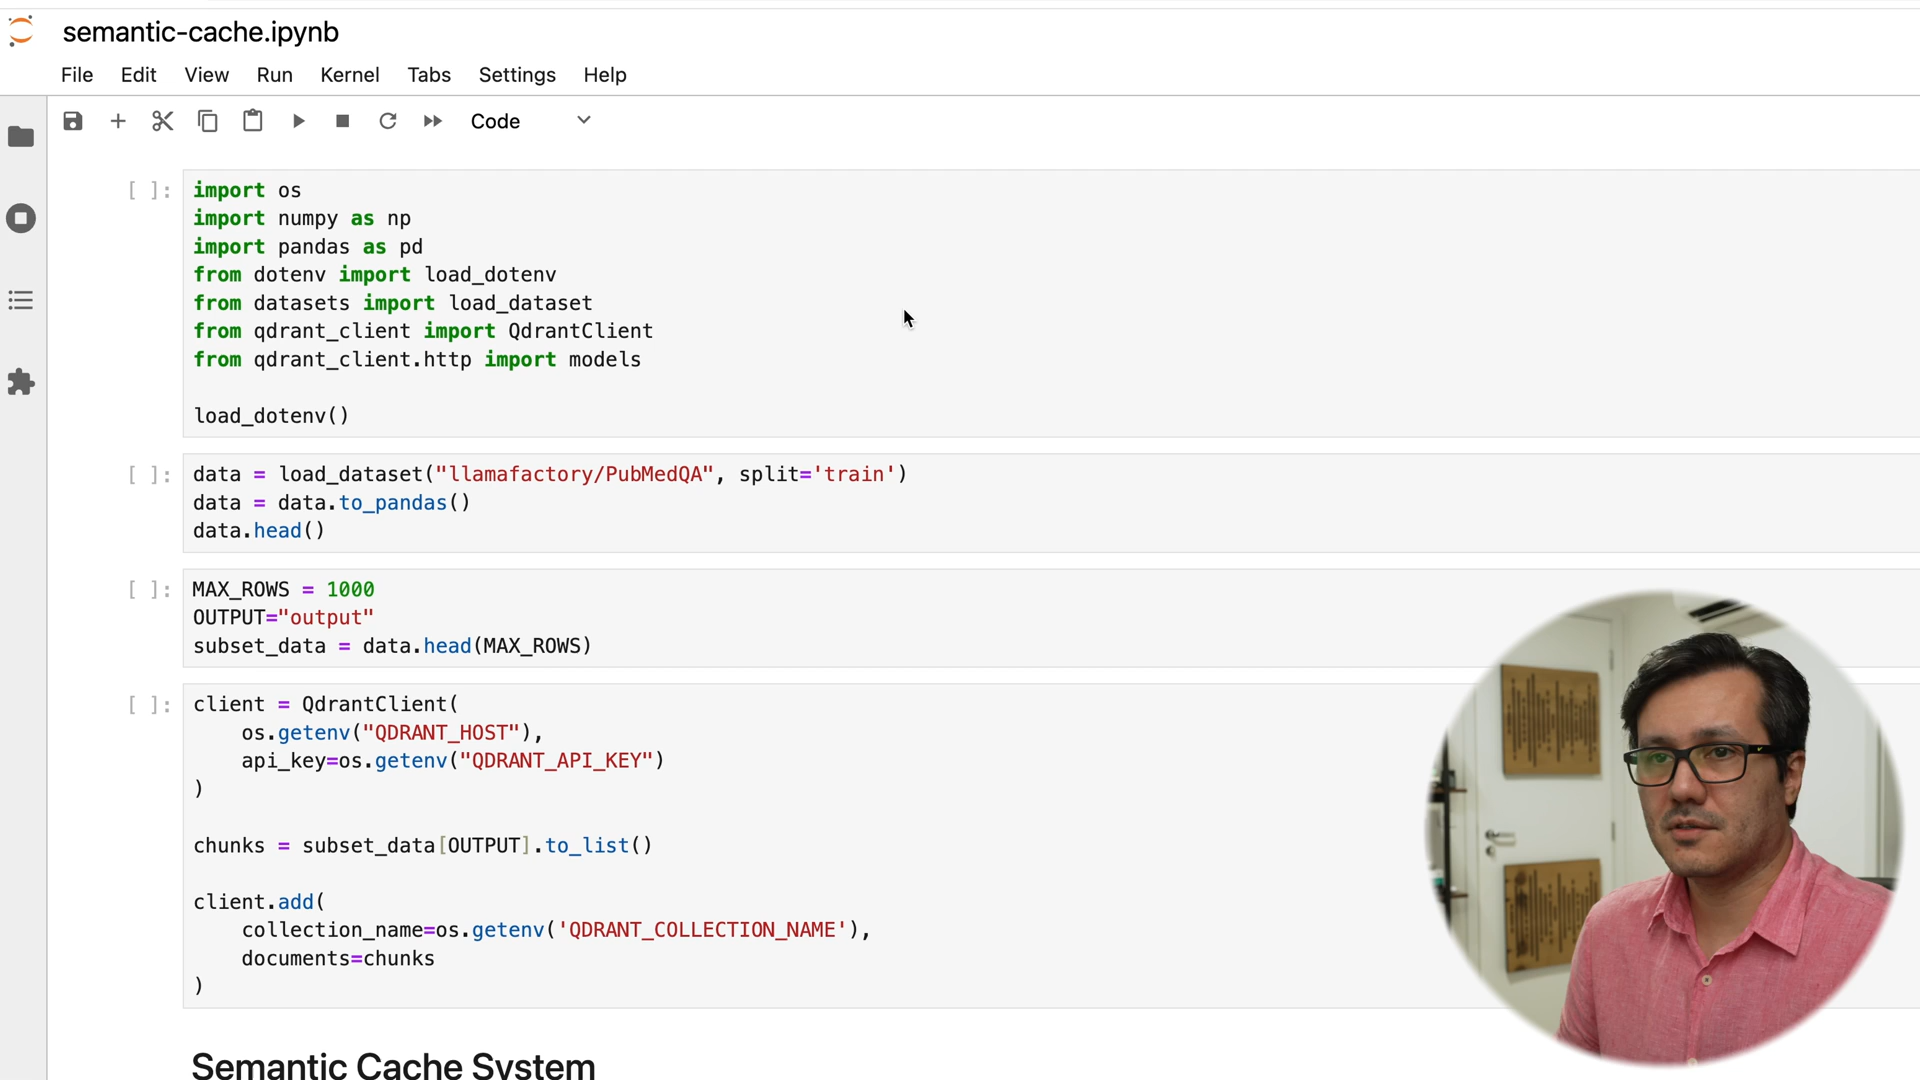 semantic-cache.ipynb
File Edit View Run Kernel Tabs Settings Help
Code
[ ]: import os
import numpy as np
import pandas as pd
from dotenv import load_dotenv
from datasets import load_dataset
from qdrant_client import QdrantClient
from qdrant_client.http import models
load_dotenv()
[ ]: data = load_dataset("llamafactory/PubMedQA", split='train')
data = data.to_pandas()
data.head()
[ ]: MAX_ROWS = 1000
OUTPUT="output"
subset_data = data.head(MAX_ROWS)
[ ]: client = QdrantClient(
os.getenv("QDRANT_HOST"),
api_key=os.getenv("QDRANT_API_KEY")
)
chunks = subset_data[OUTPUT].to_list()
client.add(
collection_name=os.getenv('QDRANT_COLLECTION_NAME'),
documents=chunks
)
Semantic Cache System